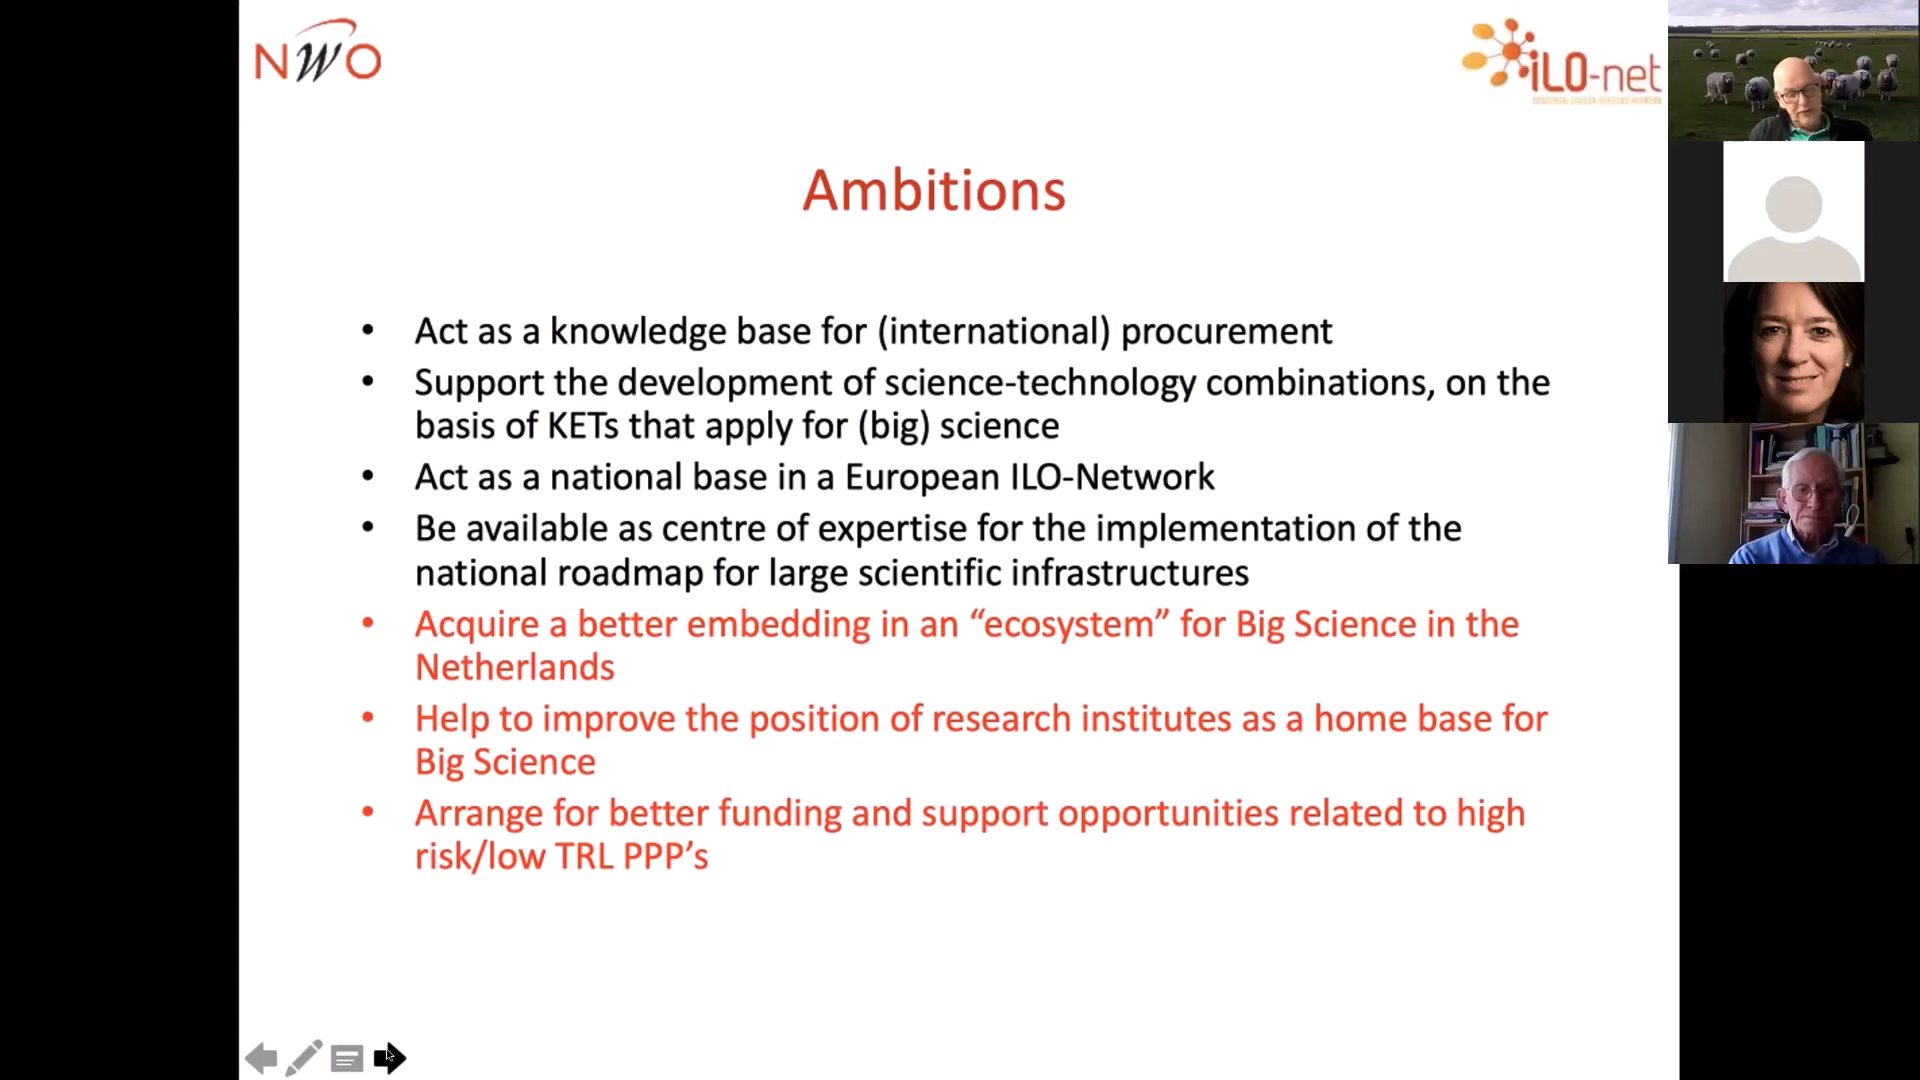 NWO
iLO-net
Ambitions
• Act as a knowledge base for (international) procurement
• Support the development of science-technology combinations, on the
basis of KETs that apply for (big) science
• Act as a national base in a European ILO-Network
• Be available as centre of expertise for the implementation of the
national roadmap for large scientific infrastructures
• Acquire a better embedding in an “ecosystem” for Big Science in the
Netherlands
• Help to improve the position of research institutes as a home base for
Big Science
• Arrange for better funding and support opportunities related to high
risk/low TRL PPP’s